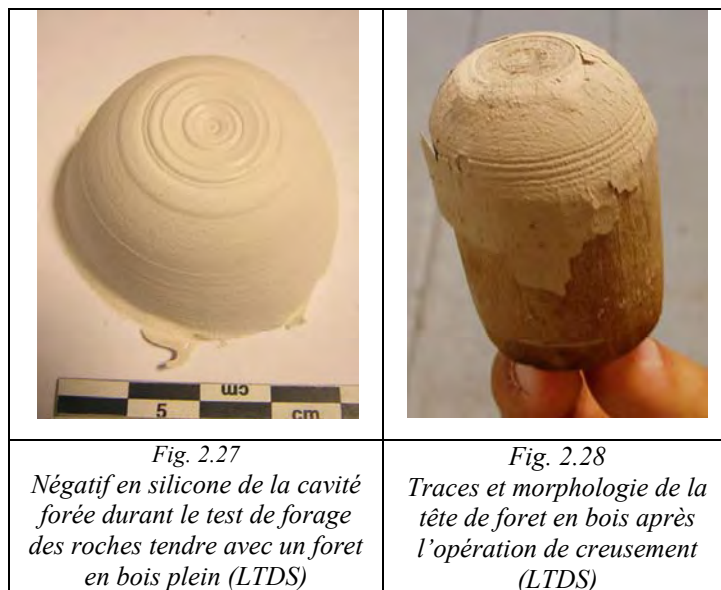 cm
5
cm
Fig. 2.27
Négatif en silicone de la cavité
forée durant le test de forage
des roches tendre avec un foret
en bois plein (LTDS)
Fig. 2.28
Traces et morphologie de la
tête de foret en bois après
l’opération de creusement
(LTDS)